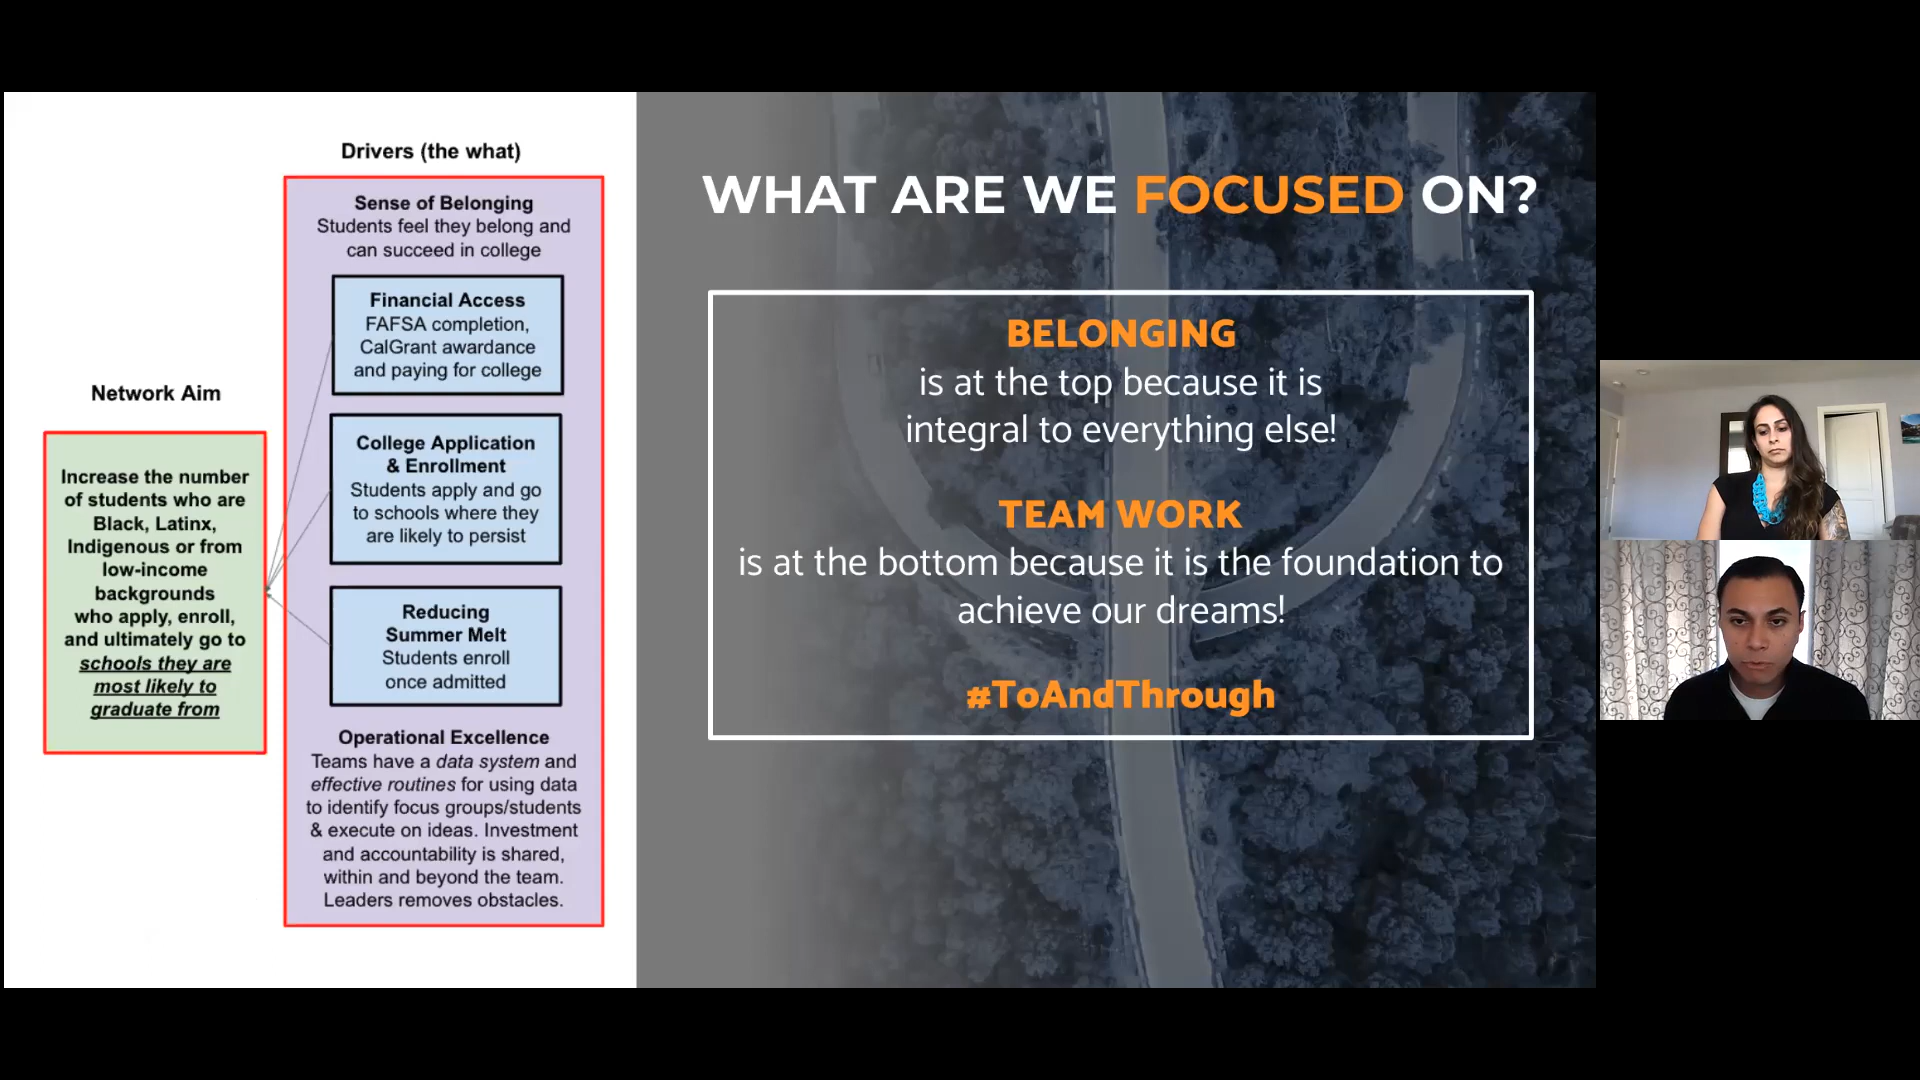 Drivers (the what)
Sense of Belonging
Students feel they belong and
can succeed in college
Financial Access
FAFSA completion,
CalGrant awardance
and paying for college
College Application
& Enrollment
Students apply and go
to schools where they
are likely to persist
Reducing
Summer Melt
Students enroll
once admitted
Operational Excellence
Teams have a data system and
effective routines for using data
to identify focus groups/students
& execute on ideas. Investment
and accountability is shared,
within and beyond the team.
Leaders removes obstacles.
Network Aim
Increase the number
of students who are
Black, Latinx,
Indigenous or from
low-income
backgrounds
who apply, enroll,
and ultimately go to
schools they are
most likely to
graduate from
WHAT ARE WE FOCUSED ON?
BELONGING
is at the top because it is
integral to everything else!
TEAM WORK
is at the bottom because it is the foundation to
achieve our dreams!
#ToAndThrough